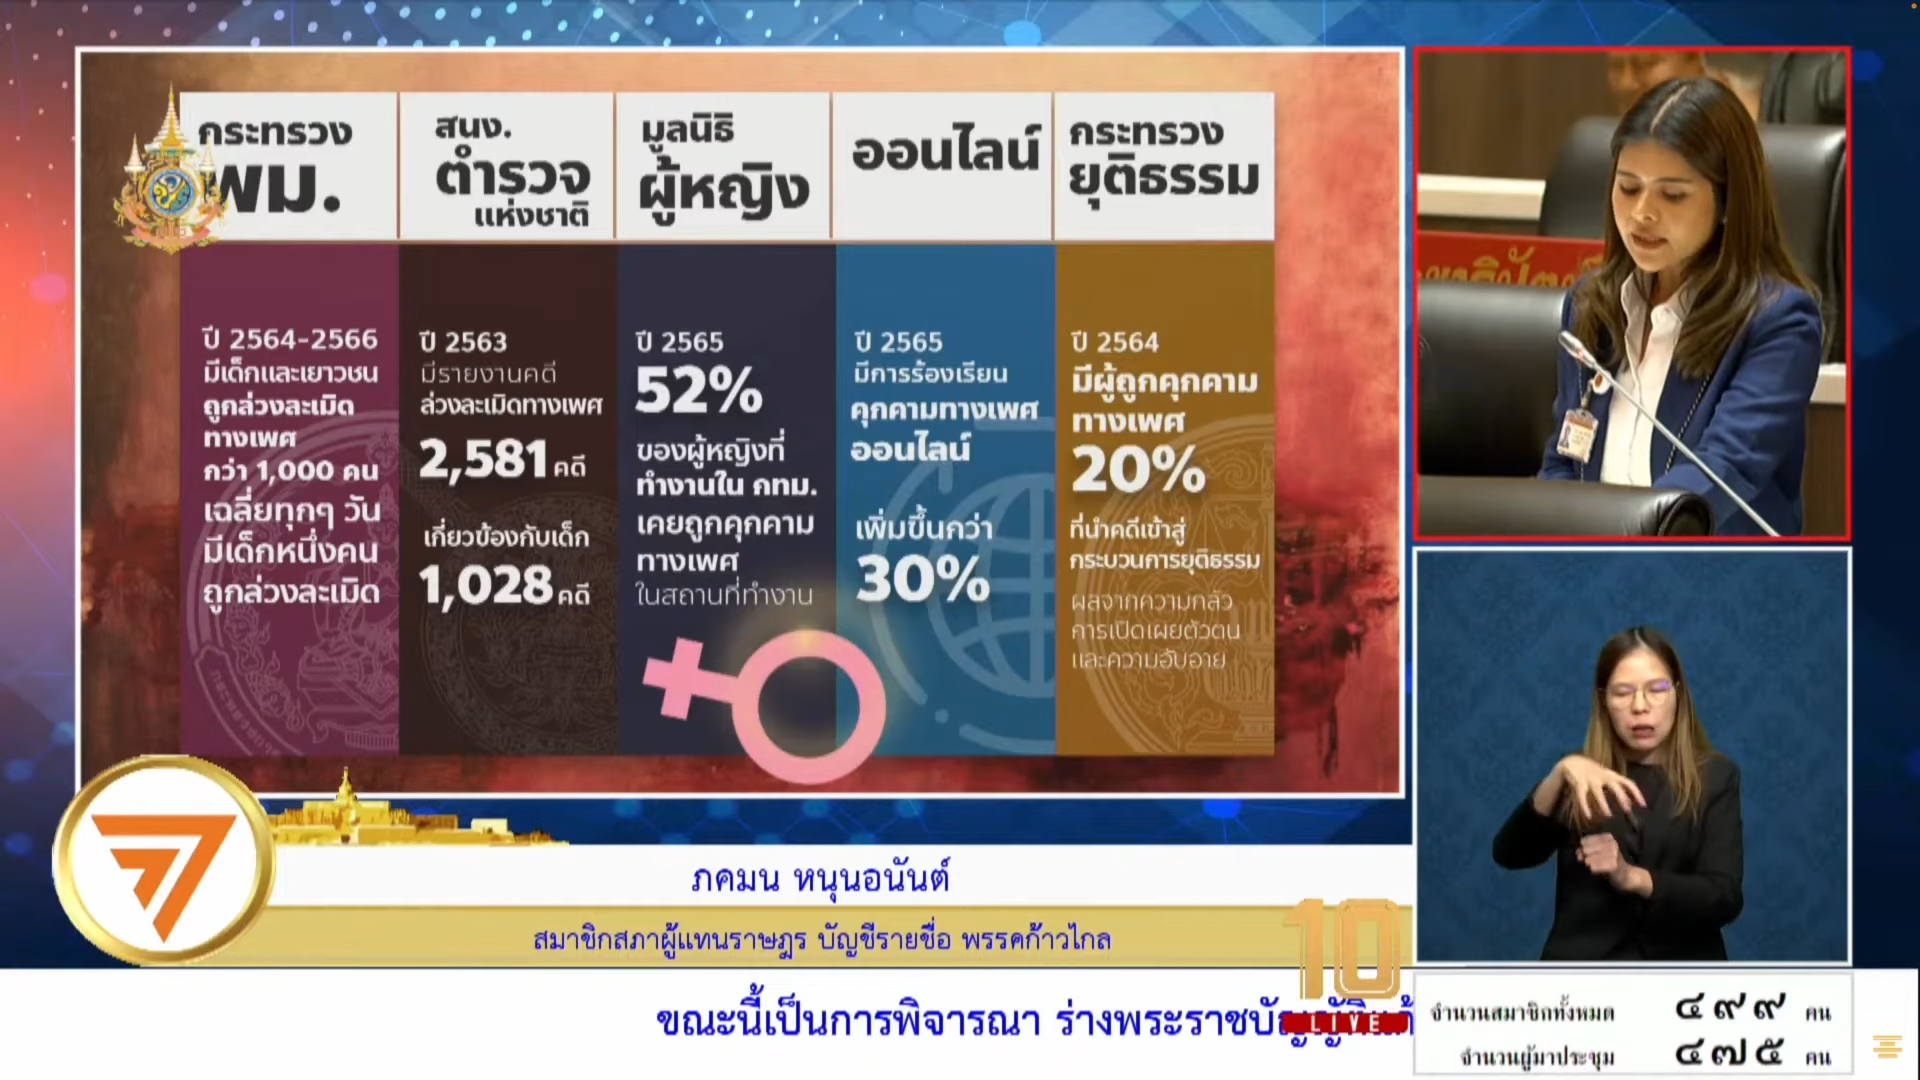 กระทรวง
พม.
ปี 2564-2566
มีเด็กและเยาวชน
ถูกล่วงละเมิด
ทางเพศ
กว่า 1,000 คน
เฉลี่ยทุกๆ วัน
มีเด็กหนึ่งคน
ถูกล่วงละเมิด
สนง.
ตำรวจ
แห่งชาติ
ปี 2563
มีรายงานคดี
ล่วงละเมิดทางเพศ
2,581 คดี
เกี่ยวข้องกับเด็ก
1,028 คดี
มูลนิธิ
ผู้หญิง
ปี 2565
52%
ของผู้หญิงที่
ทำงานใน กทม.
เคยถูกคุกคาม
ทางเพศ
ในสถานที่ทำงาน
ออนไลน์
ปี 2565
มีการร้องเรียน
คุกคามทางเพศ
ออนไลน์
เพิ่มขึ้นกว่า
30%
กระทรวง
ยุติธรรม
ปี 2564
มีผู้ถูกคุกคาม
ทางเพศ
20%
ที่นำคดีเข้าสู่
กระบวนการยุติธรรม
ผลจากความกลัว
การเปิดเผยตัวตน
และความอับอาย
ภคมน หนุนอนันต์
สมาชิกสภาผู้แทนราษฎร บัญชีรายชื่อ พรรคก้าวไกล
10
LIVE
ขณะนี้เป็นการพิจารณา ร่างพระราชบัญญัติ
จำนวนสมาชิกทั้งหมด ๔๙๙ คน
จำนวนผู้มาประชุม ๔๗๕ คน